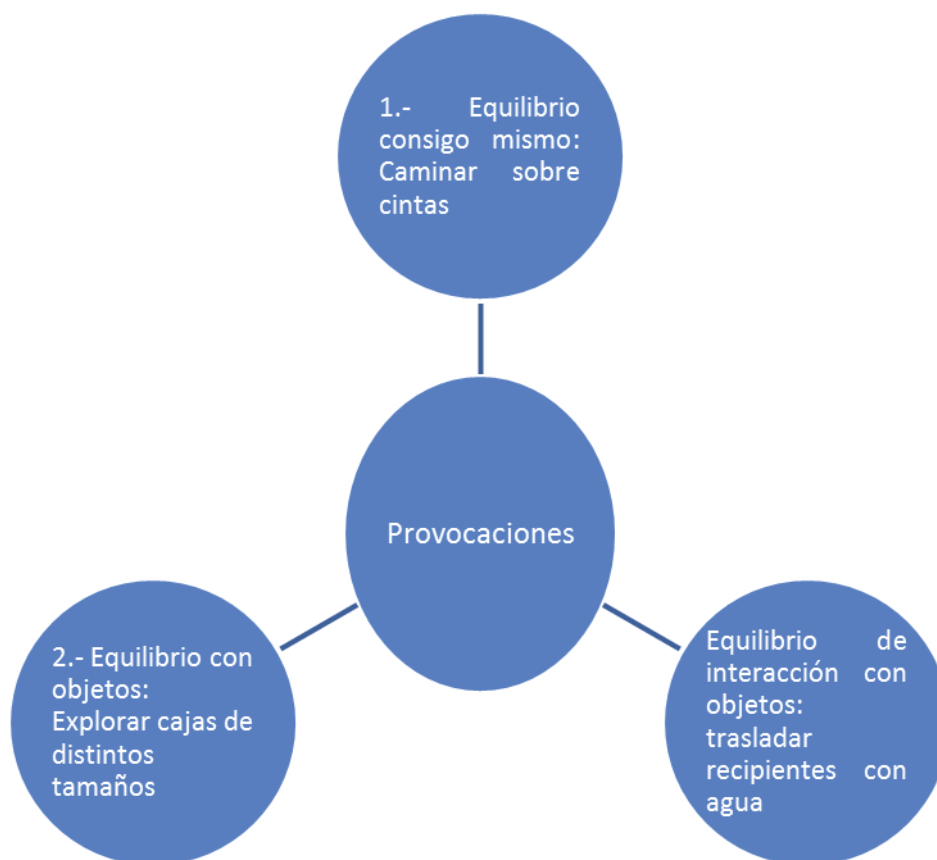 1.- Equilibrio
consigo mismo:
Caminar sobre
cintas
Provocaciones
2.- Equilibrio con
objetos:
Explorar cajas de
distintos
tamaños
Equilibrio de
interacción con
objetos:
trasladar
recipientes con
agua